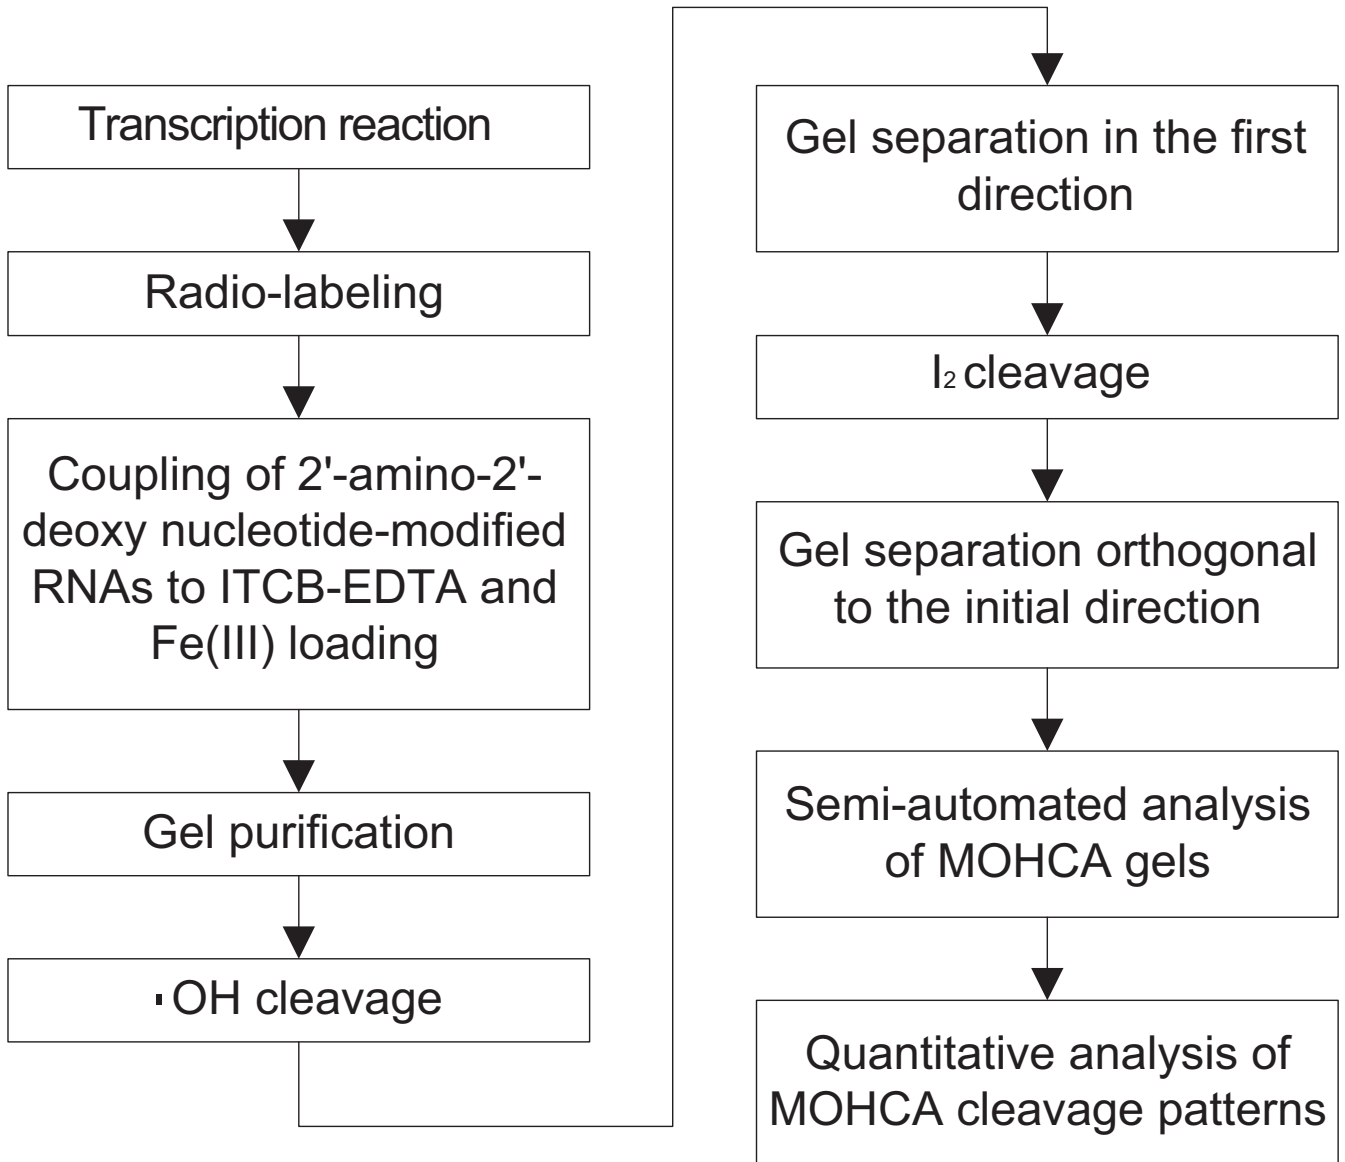 Transcription reaction
Radio-labeling
Coupling of 2'-amino-2'-
deoxy nucleotide-modified
RNAs to ITCB-EDTA and
Fe(III) loading
Gel purification
·OH cleavage
Gel separation in the first
direction
I₂ cleavage
Gel separation orthogonal
to the initial direction
Semi-automated analysis
of MOHCA gels
Quantitative analysis of
MOHCA cleavage patterns